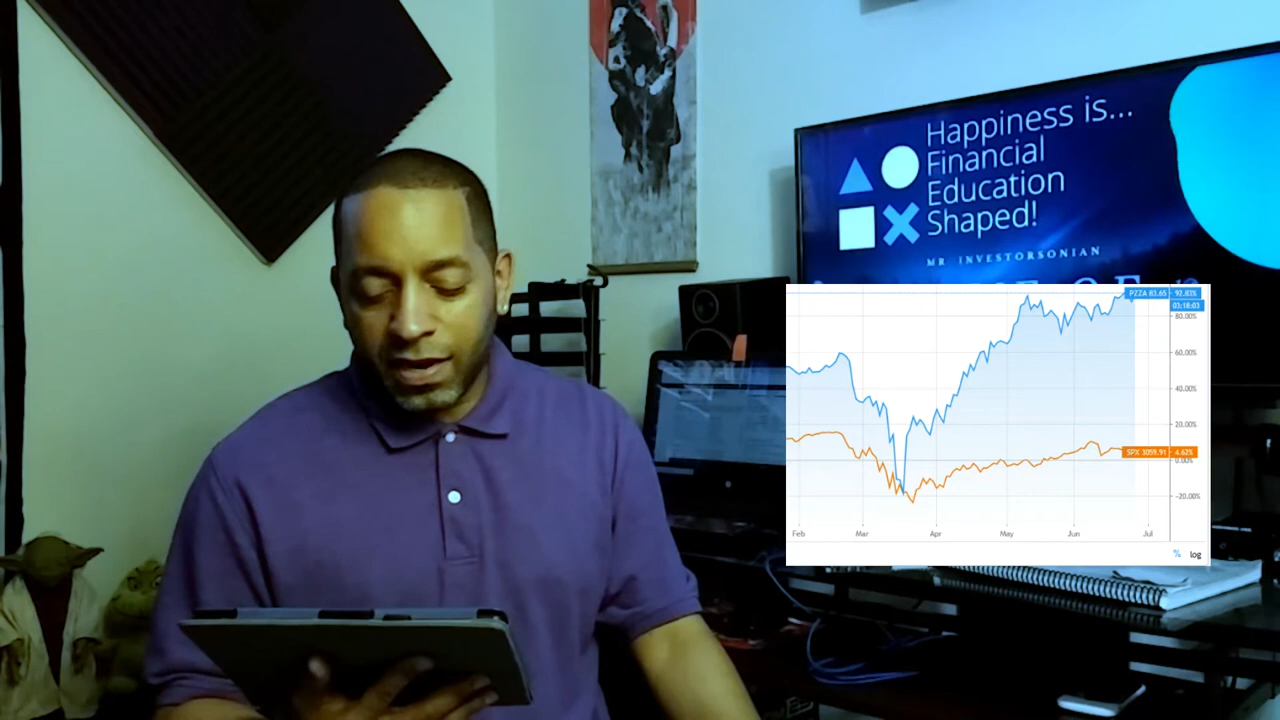 Happiness is...
Financial
Education
Shaped!
MR INVESTORSONIAN
PZZA 83.65 92.83%
03:18:03
80.00%
60.00%
40.00%
20.00%
SPX 3059.91 4.62%
0.00%
-20.00%
Feb Mar Apr May Jun Jul
% log